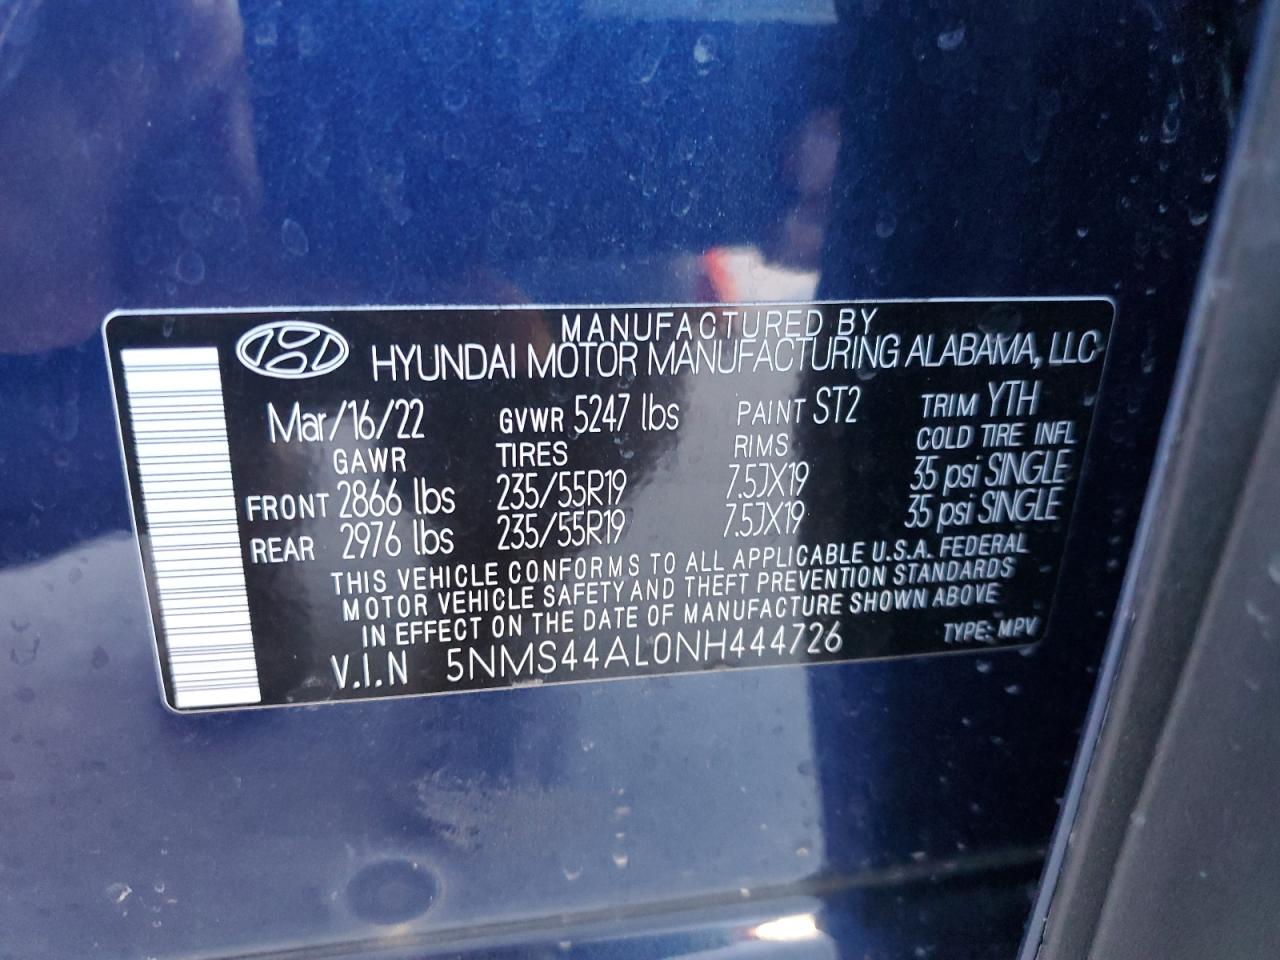 MANUFACTURED BY
HYUNDAI MOTOR MANUFACTURING ALABAMA, LLC
Mar/16/22 GVWR 5247 lbs PAINT ST2 TRIM YTH
GAWR TIRES RIMS COLD TIRE INFL
FRONT 2866 lbs 235/55R19 7.5JX19 35 psi SINGLE
REAR 2976 lbs 235/55R19 7.5JX19 35 psi SINGLE
THIS VEHICLE CONFORMS TO ALL APPLICABLE U.S.A. FEDERAL
MOTOR VEHICLE SAFETY AND THEFT PREVENTION STANDARDS
IN EFFECT ON THE DATE OF MANUFACTURE SHOWN ABOVE
V.I.N 5NMS44AL0NH444726 TYPE: MPV